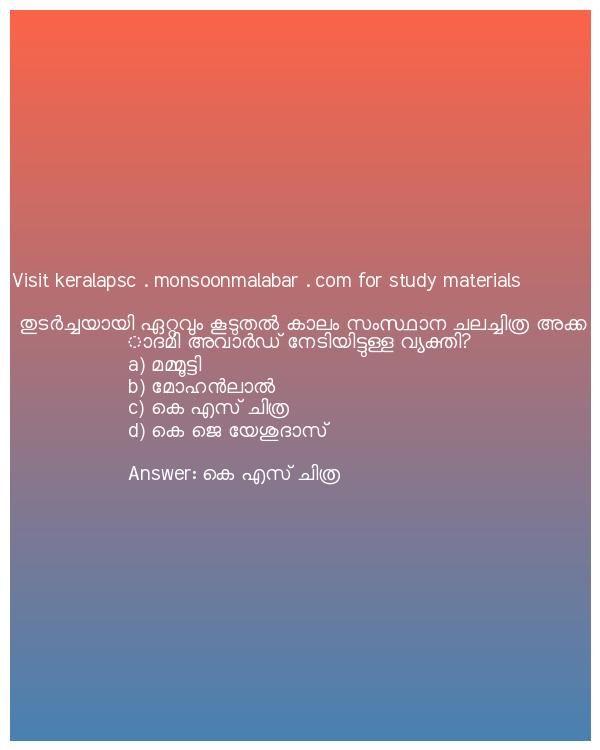 Visit keralapsc . monsoonmalabar . com for study materials
തുടർച്ചയായി ഏറ്റവും കൂടുതൽ കാലം സംസ്ഥാന ചലച്ചിത്ര അക്ക
ാദമി അവാർഡ് നേടിയിട്ടുള്ള വ്യക്തി?
a) മമ്മൂട്ടി
b) മോഹൻലാൽ
c) കെ എസ് ചിത്ര
d) കെ ജെ യേശുദാസ്
Answer: കെ എസ് ചിത്ര